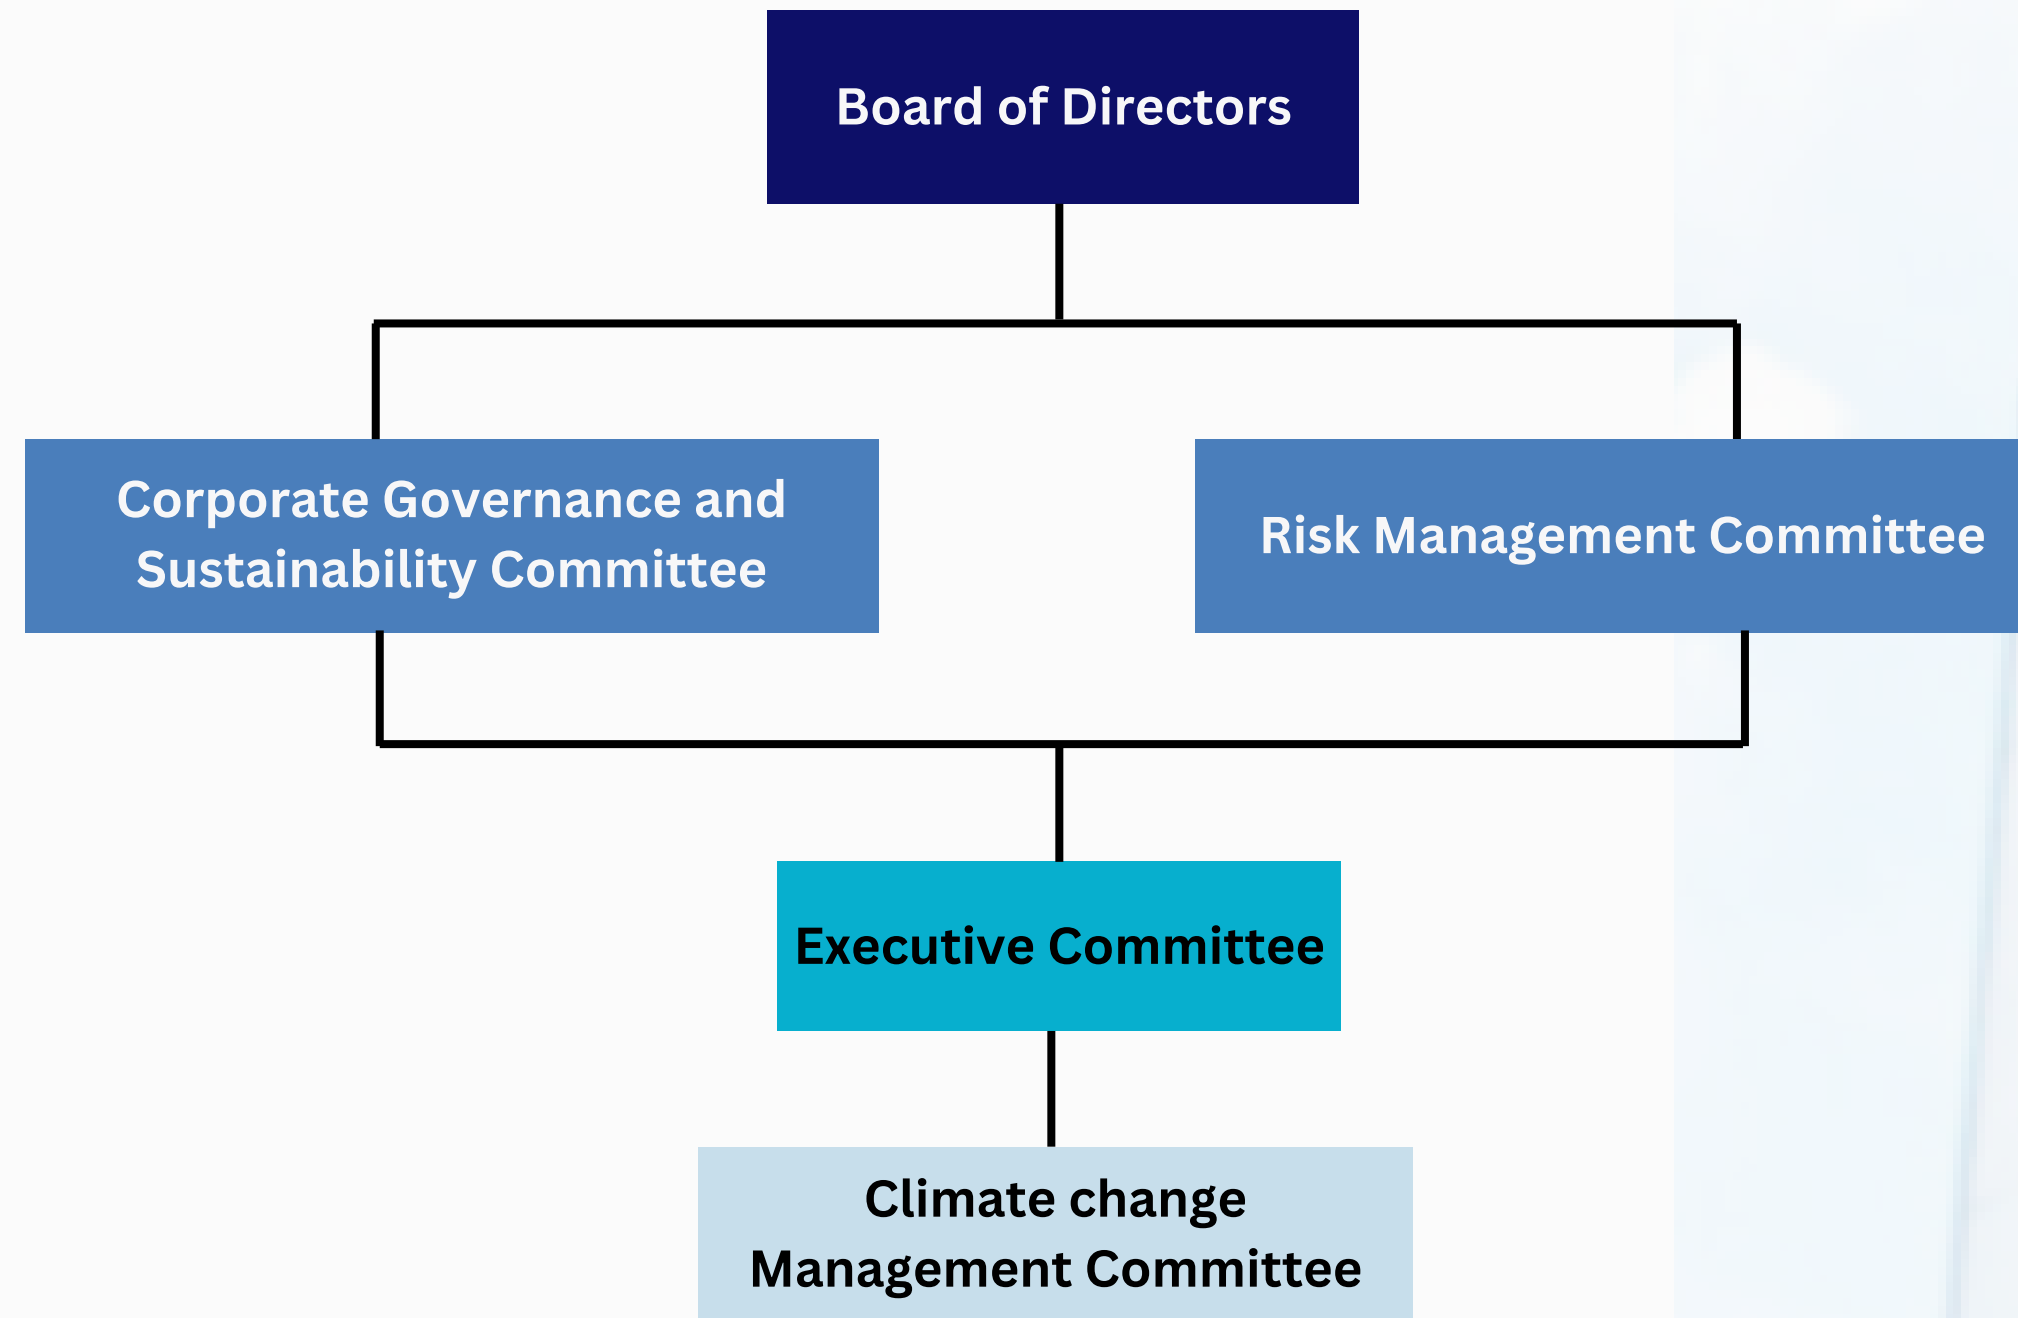 Board of Directors
Corporate Governance and
Sustainability Committee
Risk Management Committee
Executive Committee
Climate change
Management Committee